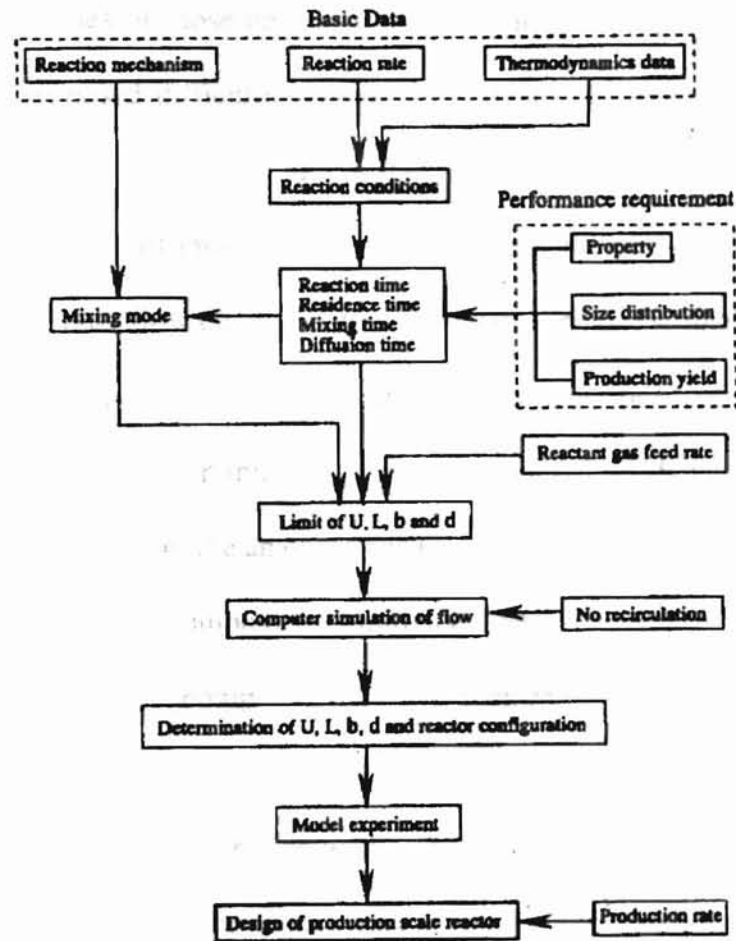 Basic Data
Reaction mechanism
Reaction rate
Thermodynamics data
Reaction conditions
Performance requirement
Property
Reaction time
Residence time
Mixing time
Diffusion time
Mixing mode
Size distribution
Production yield
Reactant gas feed rate
Limit of U, L, b and d
Computer simulation of flow
No recirculation
Determination of U, L, b, d and reactor configuration
Model experiment
Design of production scale reactor
Production rate